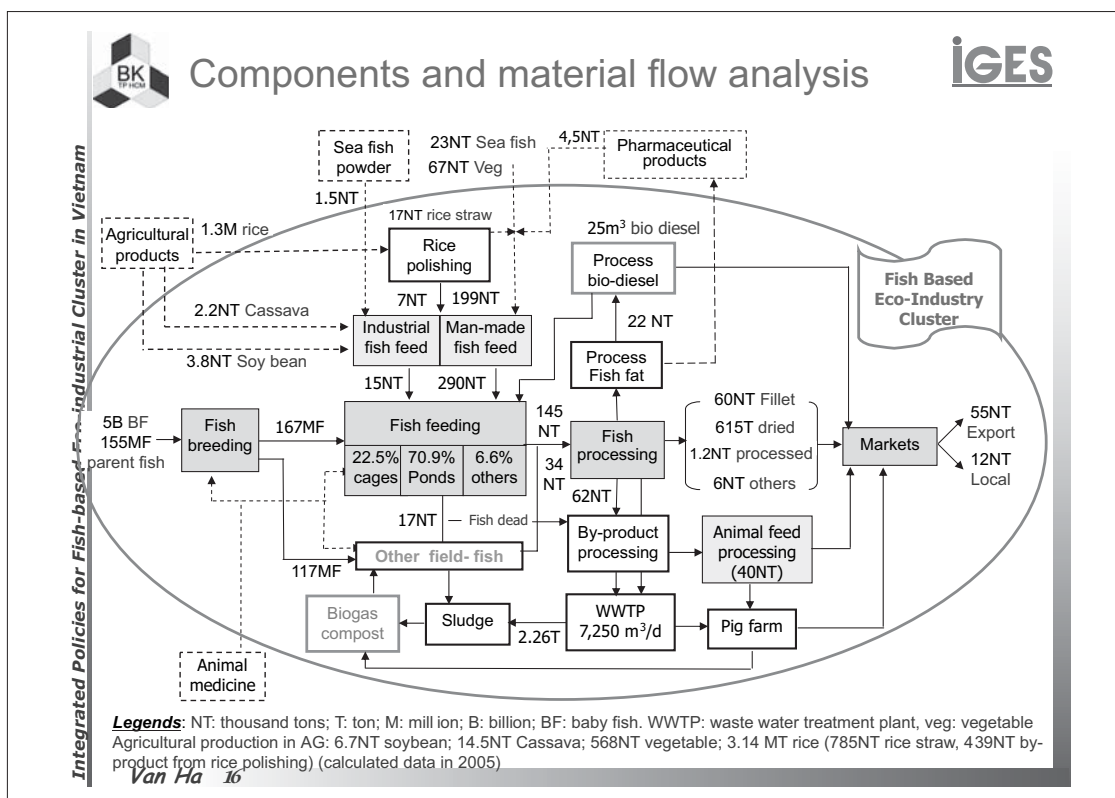 BK
TP HCM
Components and material flow analysis
iGES
Integrated Policies for Fish-based Eco-industrial Cluster in Vietnam
Sea fish
powder
23NT Sea fish
67NT Veg
4,5NT
Pharmaceutical
products
1.5NT
17NT rice straw
25m³ bio diesel
Agricultural
products
1.3M rice
Rice
polishing
Process
bio-diesel
Fish Based
Eco-Industry
Cluster
7NT
199NT
2.2NT Cassava
22 NT
Industrial
fish feed
Man-made
fish feed
3.8NT Soy bean
Process
Fish fat
15NT
290NT
5B BF
155MF
parent fish
Fish
breeding
167MF
Fish feeding
22.5%
cages
70.9%
Ponds
6.6%
others
145
NT
34
NT
Fish
processing
60NT Fillet
615T dried
1.2NT processed
6NT others
Markets
55NT
Export
12NT
Local
62NT
17NT
Fish dead
By-product
processing
Animal feed
processing
(40NT)
Other field- fish
117MF
Biogas
compost
Sludge
2.26T
WWTP
7,250 m³/d
Pig farm
Animal
medicine
Legends: NT: thousand tons; T: ton; M: mill ion; B: billion; BF: baby fish. WWTP: waste water treatment plant, veg: vegetable
Agricultural production in AG: 6.7NT soybean; 14.5NT Cassava; 568NT vegetable; 3.14 MT rice (785NT rice straw, 439NT by-
product from rice polishing) (calculated data in 2005)
Van Ha 16